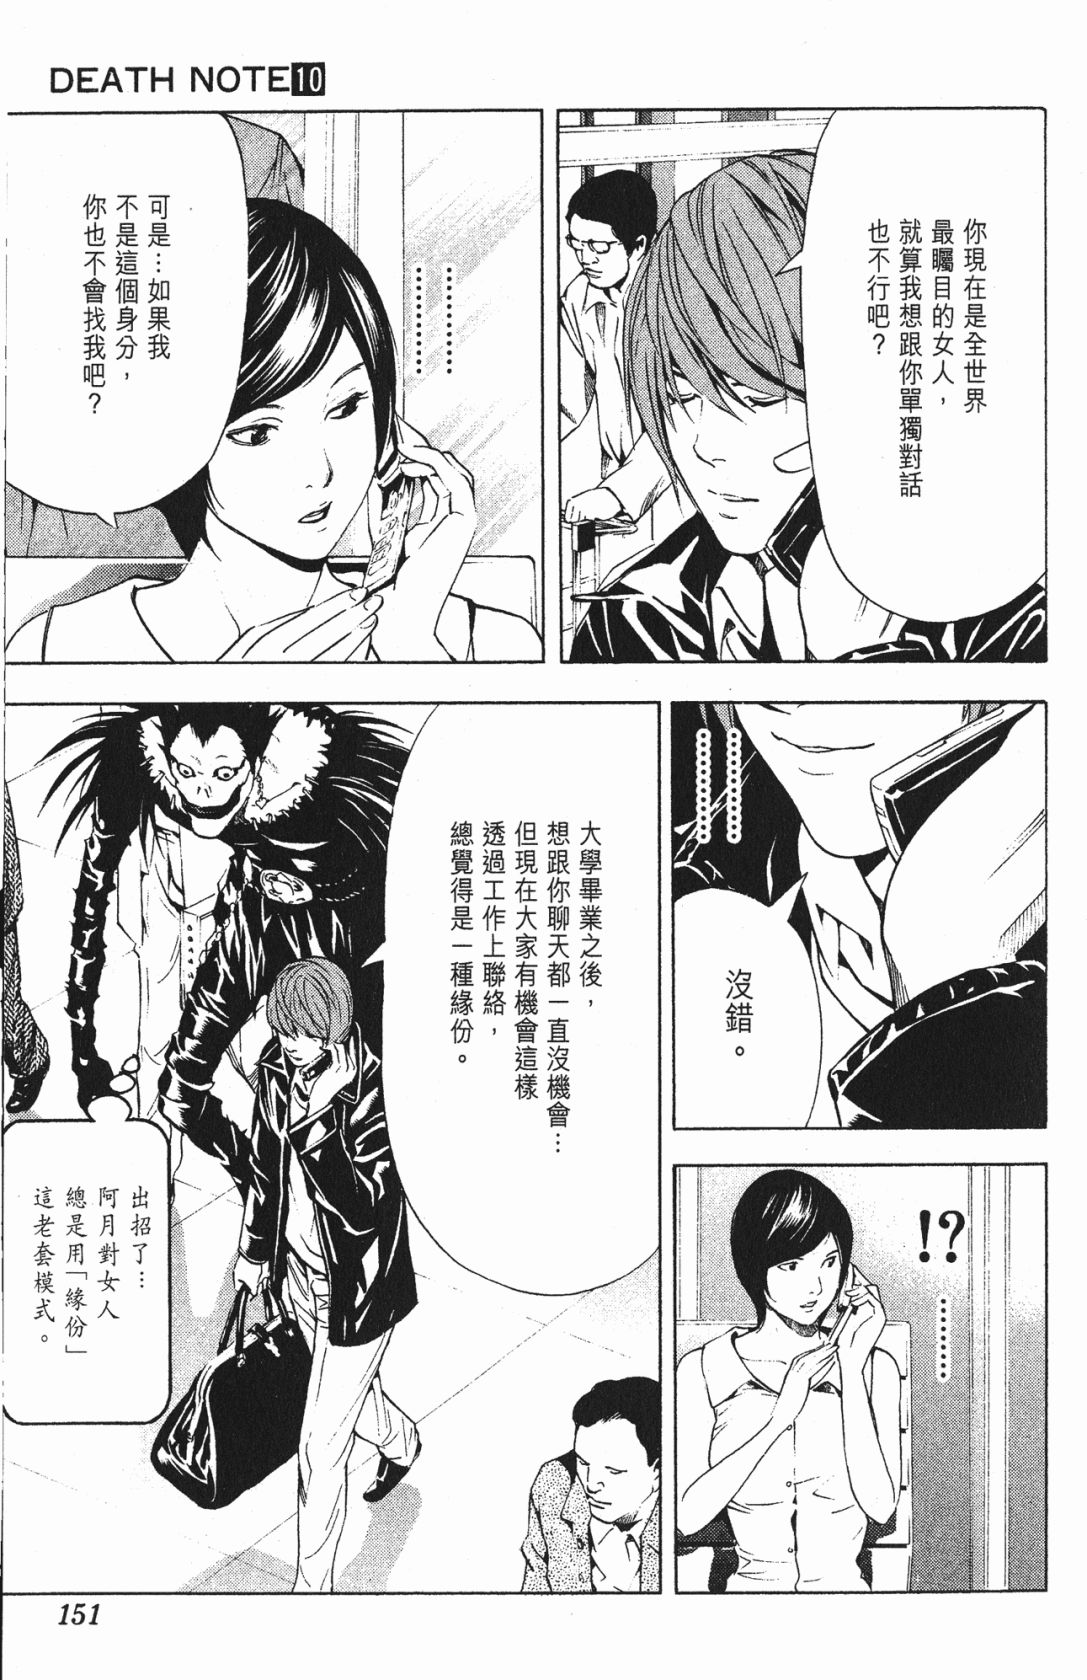 DEATH NOTE 10
你現在是全世界
最矚目的女人，
就算我想跟你單獨對話
也不行吧？
…………
可是…如果我
不是這個身分，
你也不會找我吧？
…………
沒錯。
!?
………
大學畢業之後，
想跟你聊天都一直沒機會…
但現在大家有機會這樣
透過工作上聯絡，
總覺得是一種緣份。
出招了…
阿月對女人
總是用「緣份」
這老套模式。
151